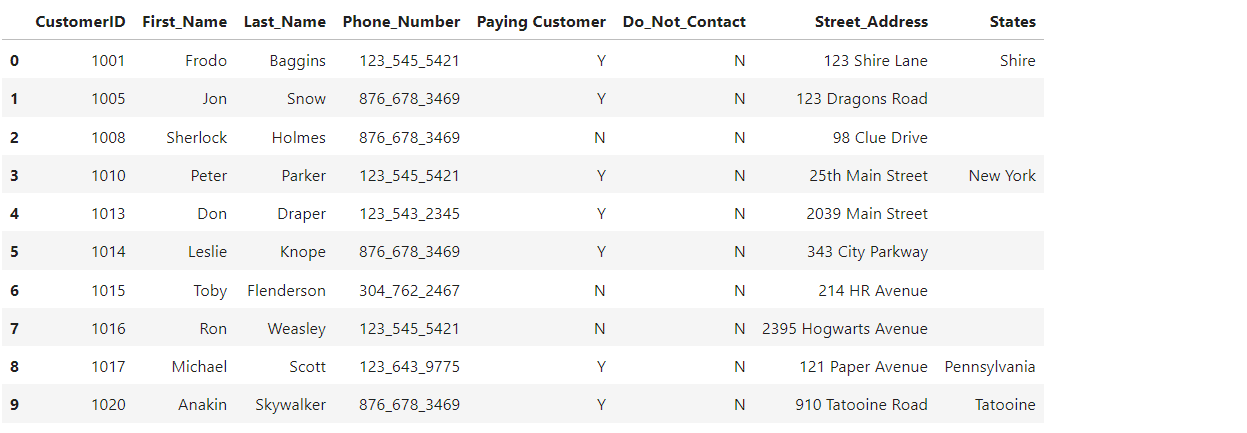 CustomerID First_Name Last_Name Phone_Number Paying Customer Do_Not_Contact Street_Address States
0 1001 Frodo Baggins 123_545_5421 Y N 123 Shire Lane Shire
1 1005 Jon Snow 876_678_3469 Y N 123 Dragons Road
2 1008 Sherlock Holmes 876_678_3469 N N 98 Clue Drive
3 1010 Peter Parker 123_545_5421 Y N 25th Main Street New York
4 1013 Don Draper 123_543_2345 Y N 2039 Main Street
5 1014 Leslie Knope 876_678_3469 Y N 343 City Parkway
6 1015 Toby Flenderson 304_762_2467 N N 214 HR Avenue
7 1016 Ron Weasley 123_545_5421 N N 2395 Hogwarts Avenue
8 1017 Michael Scott 123_643_9775 Y N 121 Paper Avenue Pennsylvania
9 1020 Anakin Skywalker 876_678_3469 Y N 910 Tatooine Road Tatooine